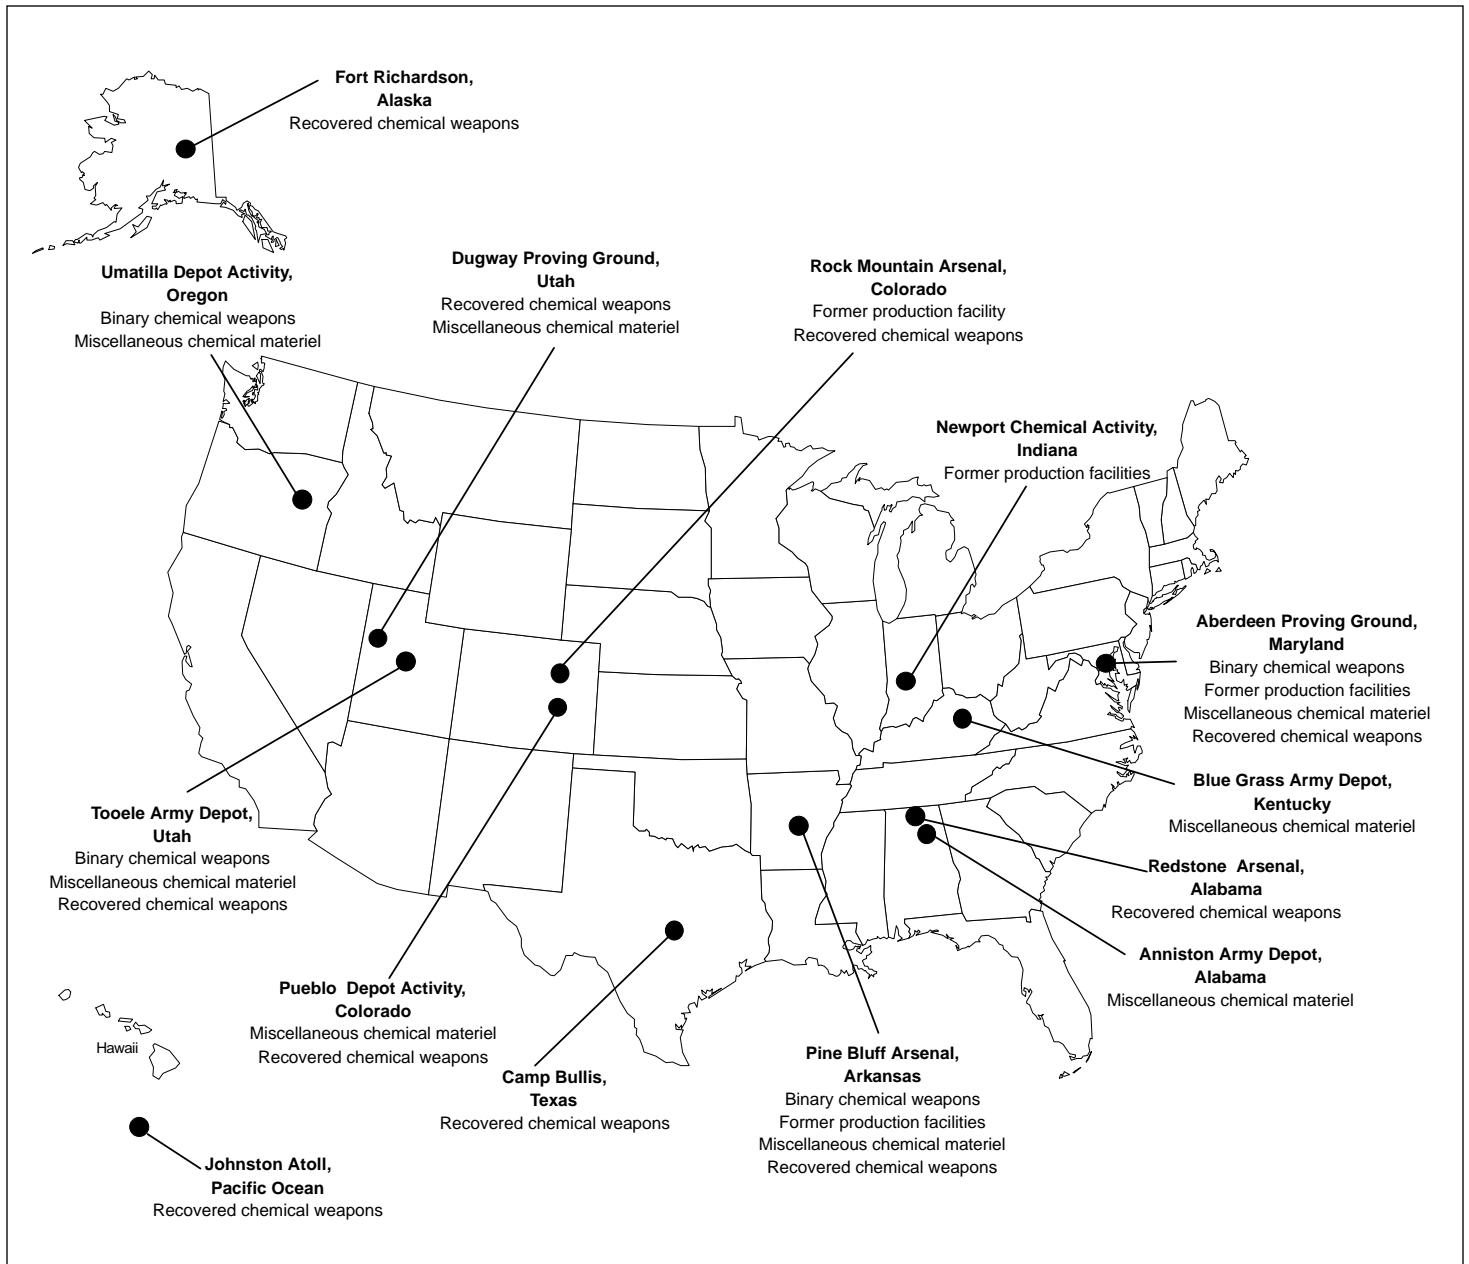 Fort Richardson,
Alaska
Recovered chemical weapons
Umatilla Depot Activity,
Oregon
Binary chemical weapons
Miscellaneous chemical materiel
Dugway Proving Ground,
Utah
Recovered chemical weapons
Miscellaneous chemical materiel
Rock Mountain Arsenal,
Colorado
Former production facility
Recovered chemical weapons
Newport Chemical Activity,
Indiana
Former production facilities
Aberdeen Proving Ground,
Maryland
Binary chemical weapons
Former production facilities
Miscellaneous chemical materiel
Recovered chemical weapons
Blue Grass Army Depot,
Kentucky
Miscellaneous chemical materiel
Tooele Army Depot,
Utah
Binary chemical weapons
Miscellaneous chemical materiel
Recovered chemical weapons
Redstone Arsenal,
Alabama
Recovered chemical weapons
Anniston Army Depot,
Alabama
Miscellaneous chemical materiel
Pueblo Depot Activity,
Colorado
Miscellaneous chemical materiel
Recovered chemical weapons
Camp Bullis,
Texas
Recovered chemical weapons
Pine Bluff Arsenal,
Arkansas
Binary chemical weapons
Former production facilities
Miscellaneous chemical materiel
Recovered chemical weapons
Hawaii
Johnston Atoll,
Pacific Ocean
Recovered chemical weapons